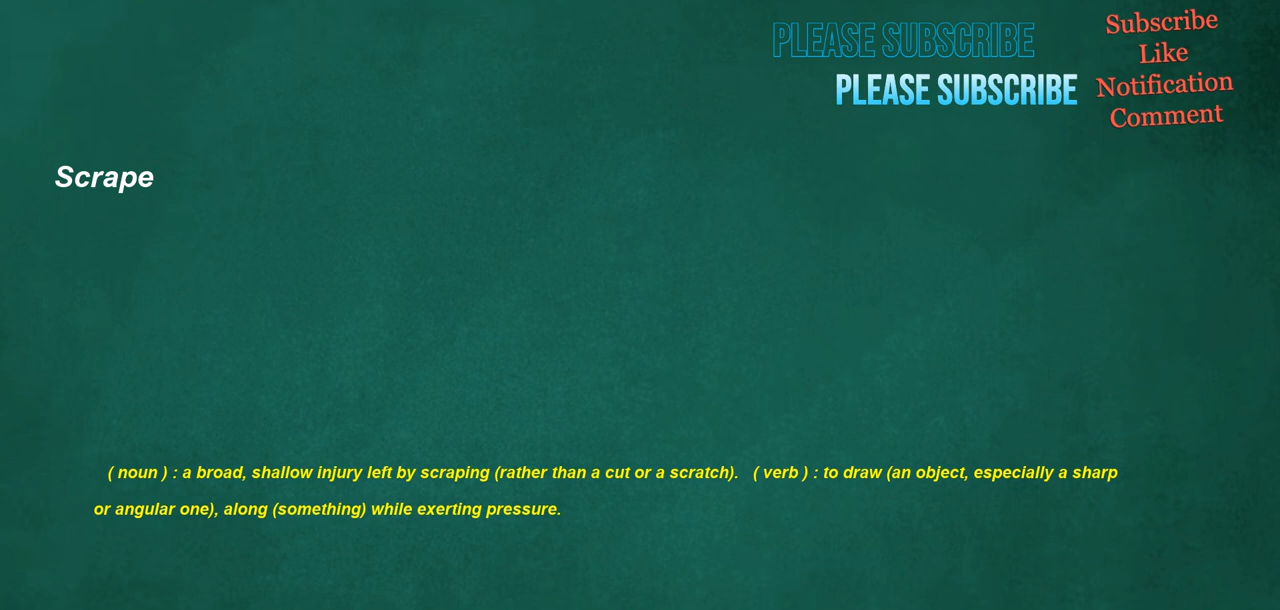 PLEASE SUBSCRIBE
PLEASE SUBSCRIBE
Subscribe
Like
Notification
Comment
Scrape
( noun ) : a broad, shallow injury left by scraping (rather than a cut or a scratch).   ( verb ) : to draw (an object, especially a sharp
or angular one), along (something) while exerting pressure.